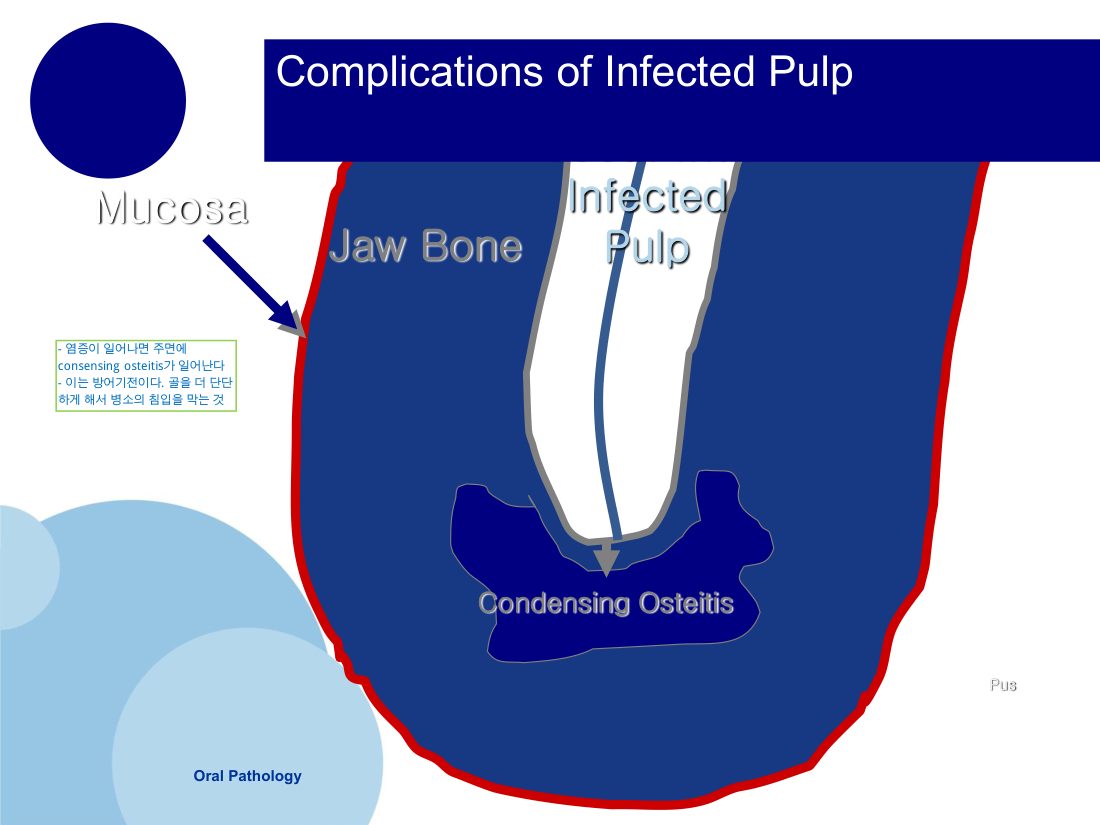 Complications of Infected Pulp
Mucosa
Jaw Bone
Infected
Pulp
- 염증이 일어나면 주면에
consensing osteitis가 일어난다
- 이는 방어기전이다. 골을 더 단단
하게 해서 병소의 침입을 막는 것
Condensing Osteitis
Pus
Oral Pathology